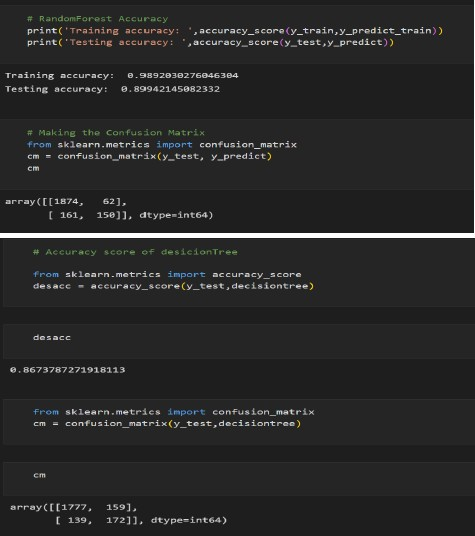 # RandomForest Accuracy
print('Training accuracy: ',accuracy_score(y_train,y_predict_train))
print('Testing accuracy: ',accuracy_score(y_test,y_predict))
Training accuracy:  0.9892030276046304
Testing accuracy:  0.89942145082332
# Making the Confusion Matrix
from sklearn.metrics import confusion_matrix
cm = confusion_matrix(y_test, y_predict)
cm
array([[1874,   62],
       [ 161,  150]], dtype=int64)
# Accuracy score of desicionTree
from sklearn.metrics import accuracy_score
desacc = accuracy_score(y_test,decisiontree)
desacc
0.8673787271918113
from sklearn.metrics import confusion_matrix
cm = confusion_matrix(y_test,decisiontree)
cm
array([[1777,  159],
       [ 139,  172]], dtype=int64)